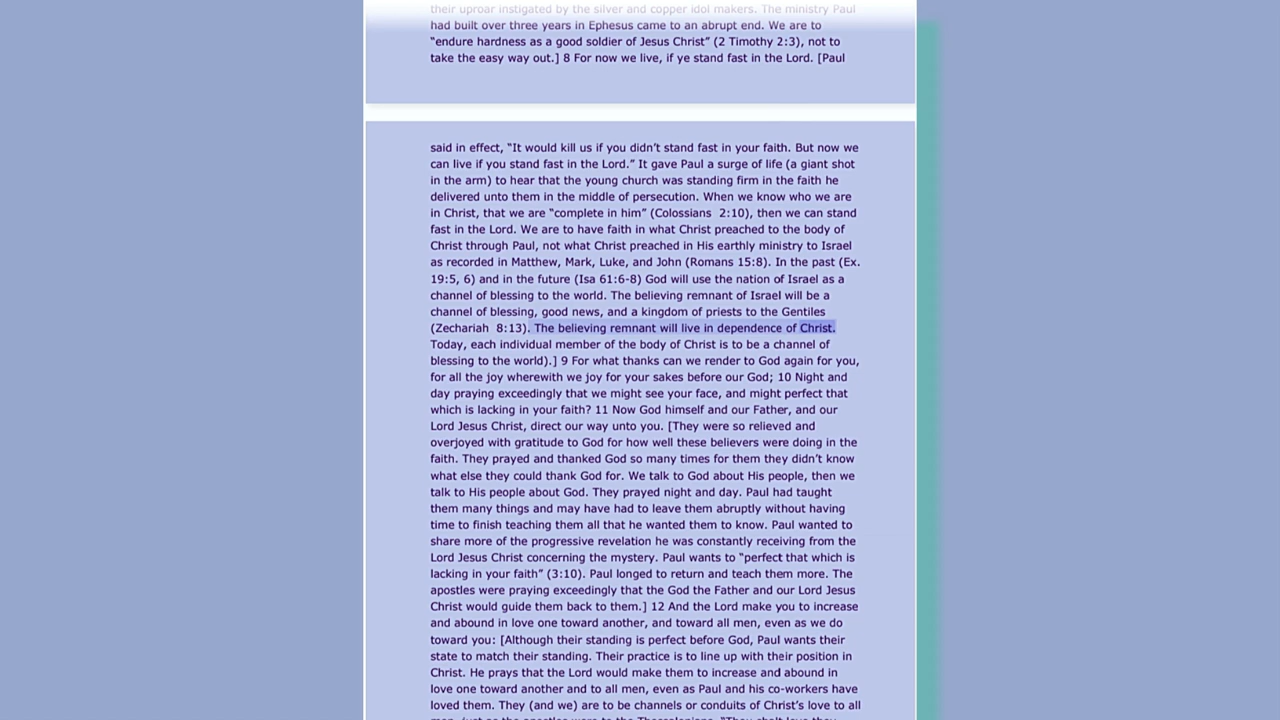 their uproar instigated by the silver and copper idol makers. The ministry Paul
had built over three years in Ephesus came to an abrupt end. We are to
“endure hardness as a good soldier of Jesus Christ” (2 Timothy 2:3), not to
take the easy way out.] 8 For now we live, if ye stand fast in the Lord. [Paul
said in effect, “It would kill us if you didn’t stand fast in your faith. But now we
can live if you stand fast in the Lord.” It gave Paul a surge of life (a giant shot
in the arm) to hear that the young church was standing firm in the faith he
delivered unto them in the middle of persecution. When we know who we are
in Christ, that we are “complete in him” (Colossians 2:10), then we can stand
fast in the Lord. We are to have faith in what Christ preached to the body of
Christ through Paul, not what Christ preached in His earthly ministry to Israel
as recorded in Matthew, Mark, Luke, and John (Romans 15:8). In the past (Ex.
19:5, 6) and in the future (Isa 61:6-8) God will use the nation of Israel as a
channel of blessing to the world. The believing remnant of Israel will be a
channel of blessing, good news, and a kingdom of priests to the Gentiles
(Zechariah 8:13). The believing remnant will live in dependence of Christ.
Today, each individual member of the body of Christ is to be a channel of
blessing to the world).] 9 For what thanks can we render to God again for you,
for all the joy wherewith we joy for your sakes before our God; 10 Night and
day praying exceedingly that we might see your face, and might perfect that
which is lacking in your faith? 11 Now God himself and our Father, and our
Lord Jesus Christ, direct our way unto you. [They were so relieved and
overjoyed with gratitude to God for how well these believers were doing in the
faith. They prayed and thanked God so many times for them they didn’t know
what else they could thank God for. We talk to God about His people, then we
talk to His people about God. They prayed night and day. Paul had taught
them many things and may have had to leave them abruptly without having
time to finish teaching them all that he wanted them to know. Paul wanted to
share more of the progressive revelation he was constantly receiving from the
Lord Jesus Christ concerning the mystery. Paul wants to “perfect that which is
lacking in your faith” (3:10). Paul longed to return and teach them more. The
apostles were praying exceedingly that the God the Father and our Lord Jesus
Christ would guide them back to them.] 12 And the Lord make you to increase
and abound in love one toward another, and toward all men, even as we do
toward you: [Although their standing is perfect before God, Paul wants their
state to match their standing. Their practice is to line up with their position in
Christ. He prays that the Lord would make them to increase and abound in
love one toward another and to all men, even as Paul and his co-workers have
loved them. They (and we) are to be channels or conduits of Christ’s love to all
men, just as the apostles were to the Thessalonians. “Thou shalt love thy